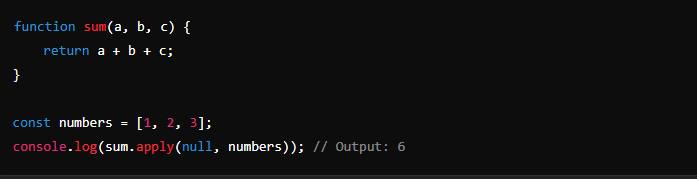 function sum(a, b, c) {
    return a + b + c;
}

const numbers = [1, 2, 3];
console.log(sum.apply(null, numbers)); // Output: 6